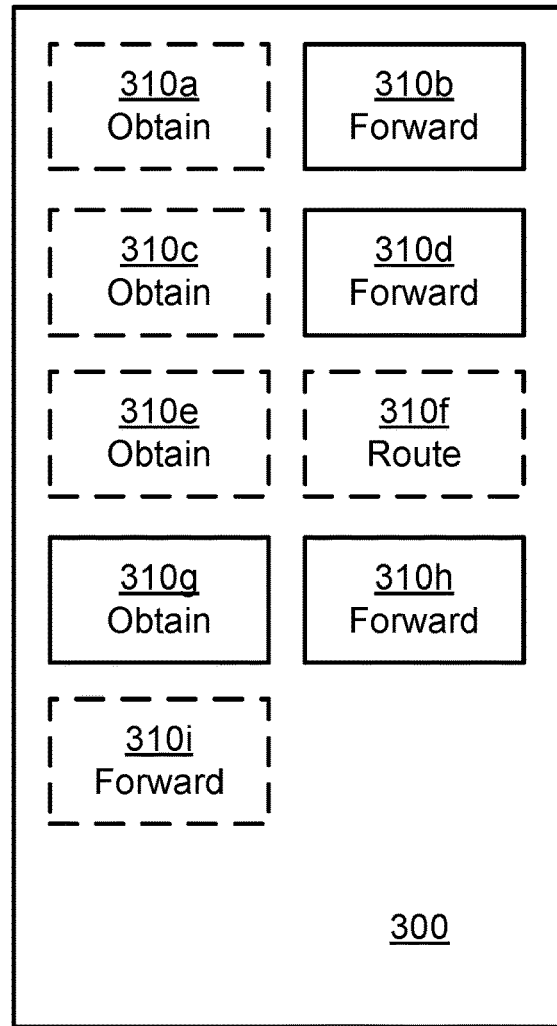 310a
Obtain
310b
Forward
310c
Obtain
310d
Forward
310e
Obtain
310f
Route
310g
Obtain
310h
Forward
310i
Forward
300